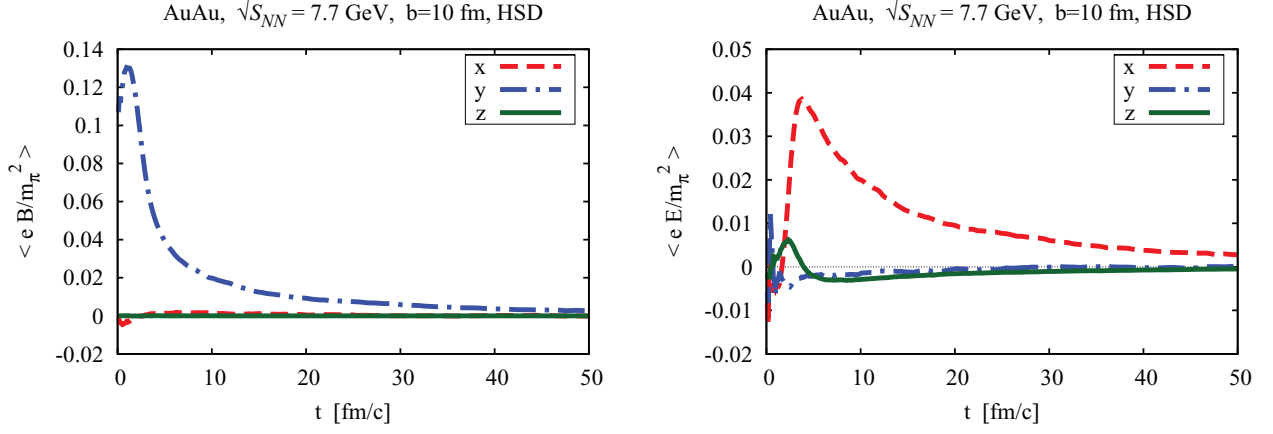 AuAu, √S_NN = 7.7 GeV, b=10 fm, HSD
< e B/m_π^2 >
0.14
0.12
0.1
0.08
0.06
0.04
0.02
0
-0.02
x
y
z
0 10 20 30 40 50
t [fm/c]
AuAu, √S_NN = 7.7 GeV, b=10 fm, HSD
< e E/m_π^2 >
0.05
0.04
0.03
0.02
0.01
0
-0.01
-0.02
x
y
z
0 10 20 30 40 50
t [fm/c]